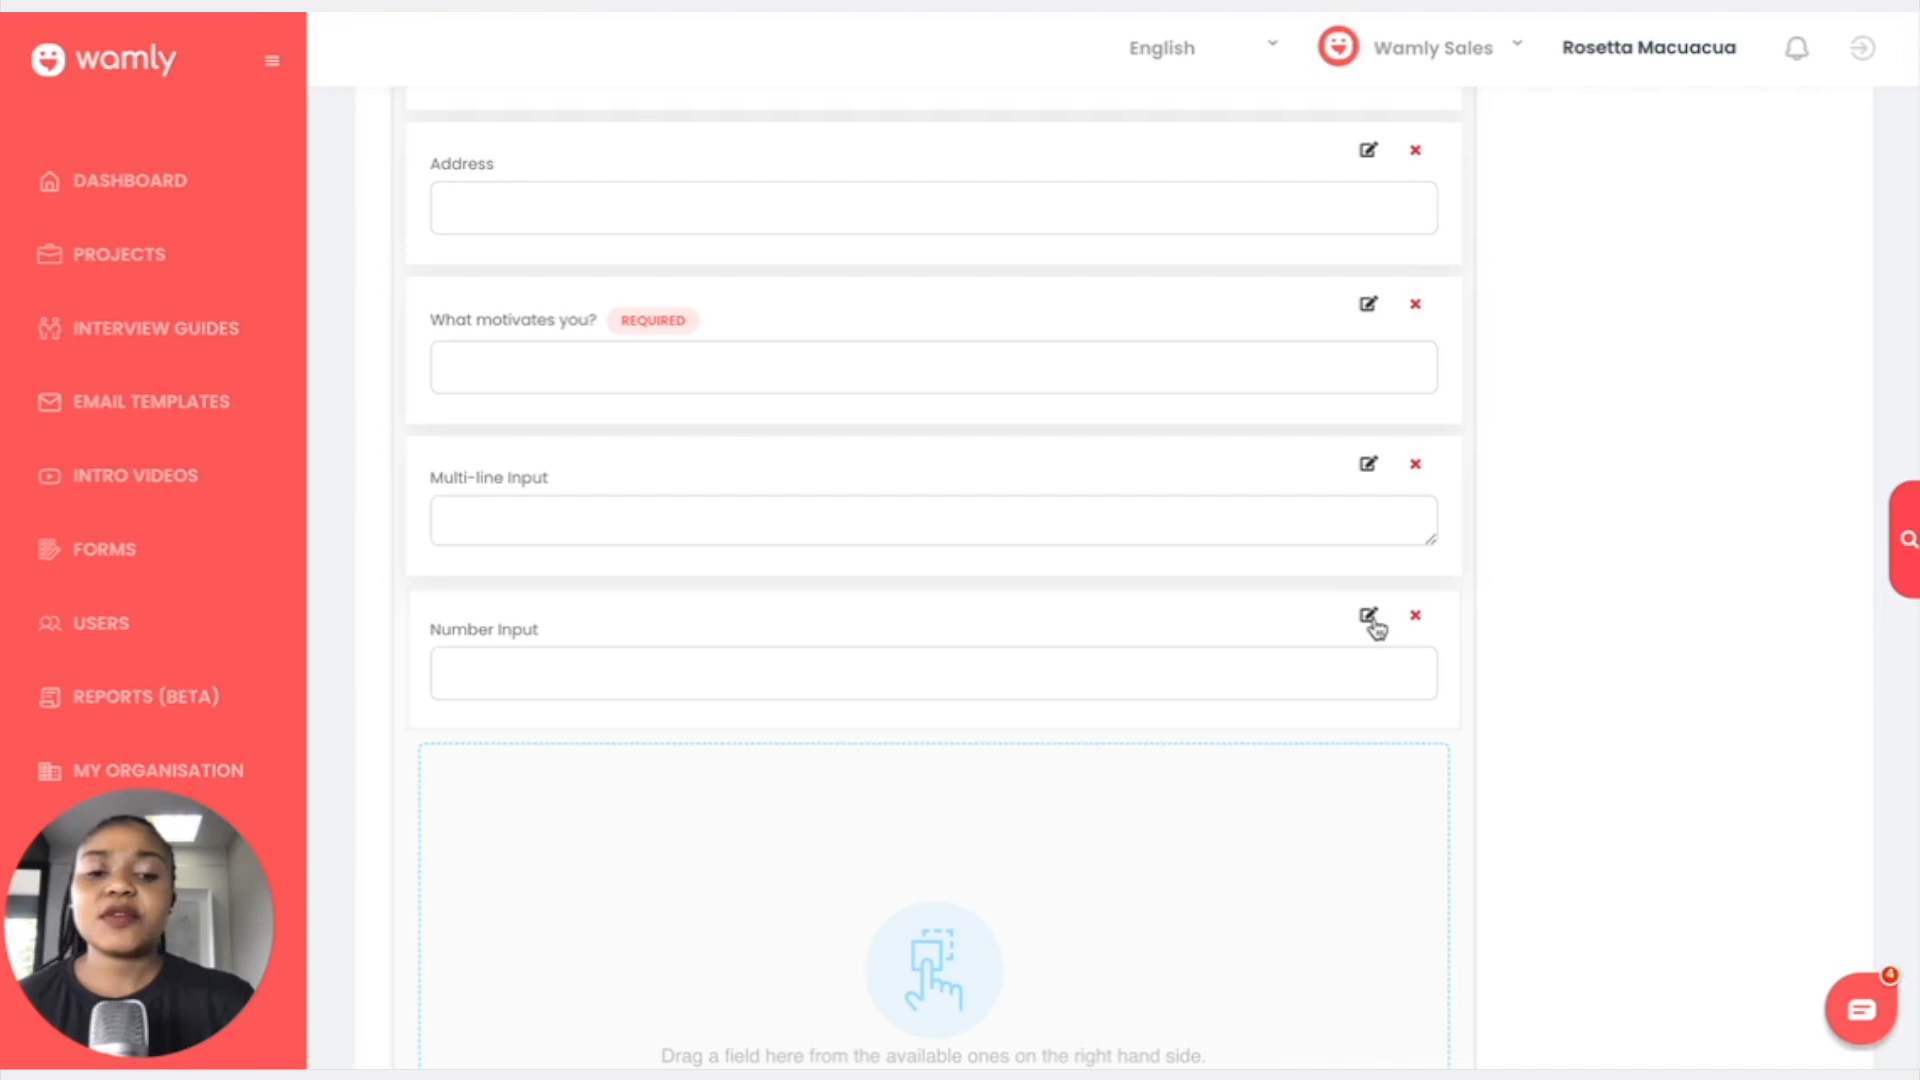 wamly
English
Wamly Sales
Rosetta Macuacua
DASHBOARD
PROJECTS
INTERVIEW GUIDES
EMAIL TEMPLATES
INTRO VIDEOS
FORMS
USERS
REPORTS (BETA)
MY ORGANISATION
Address
What motivates you? REQUIRED
Multi-line Input
Number Input
Drag a field here from the available ones on the right hand side.
4